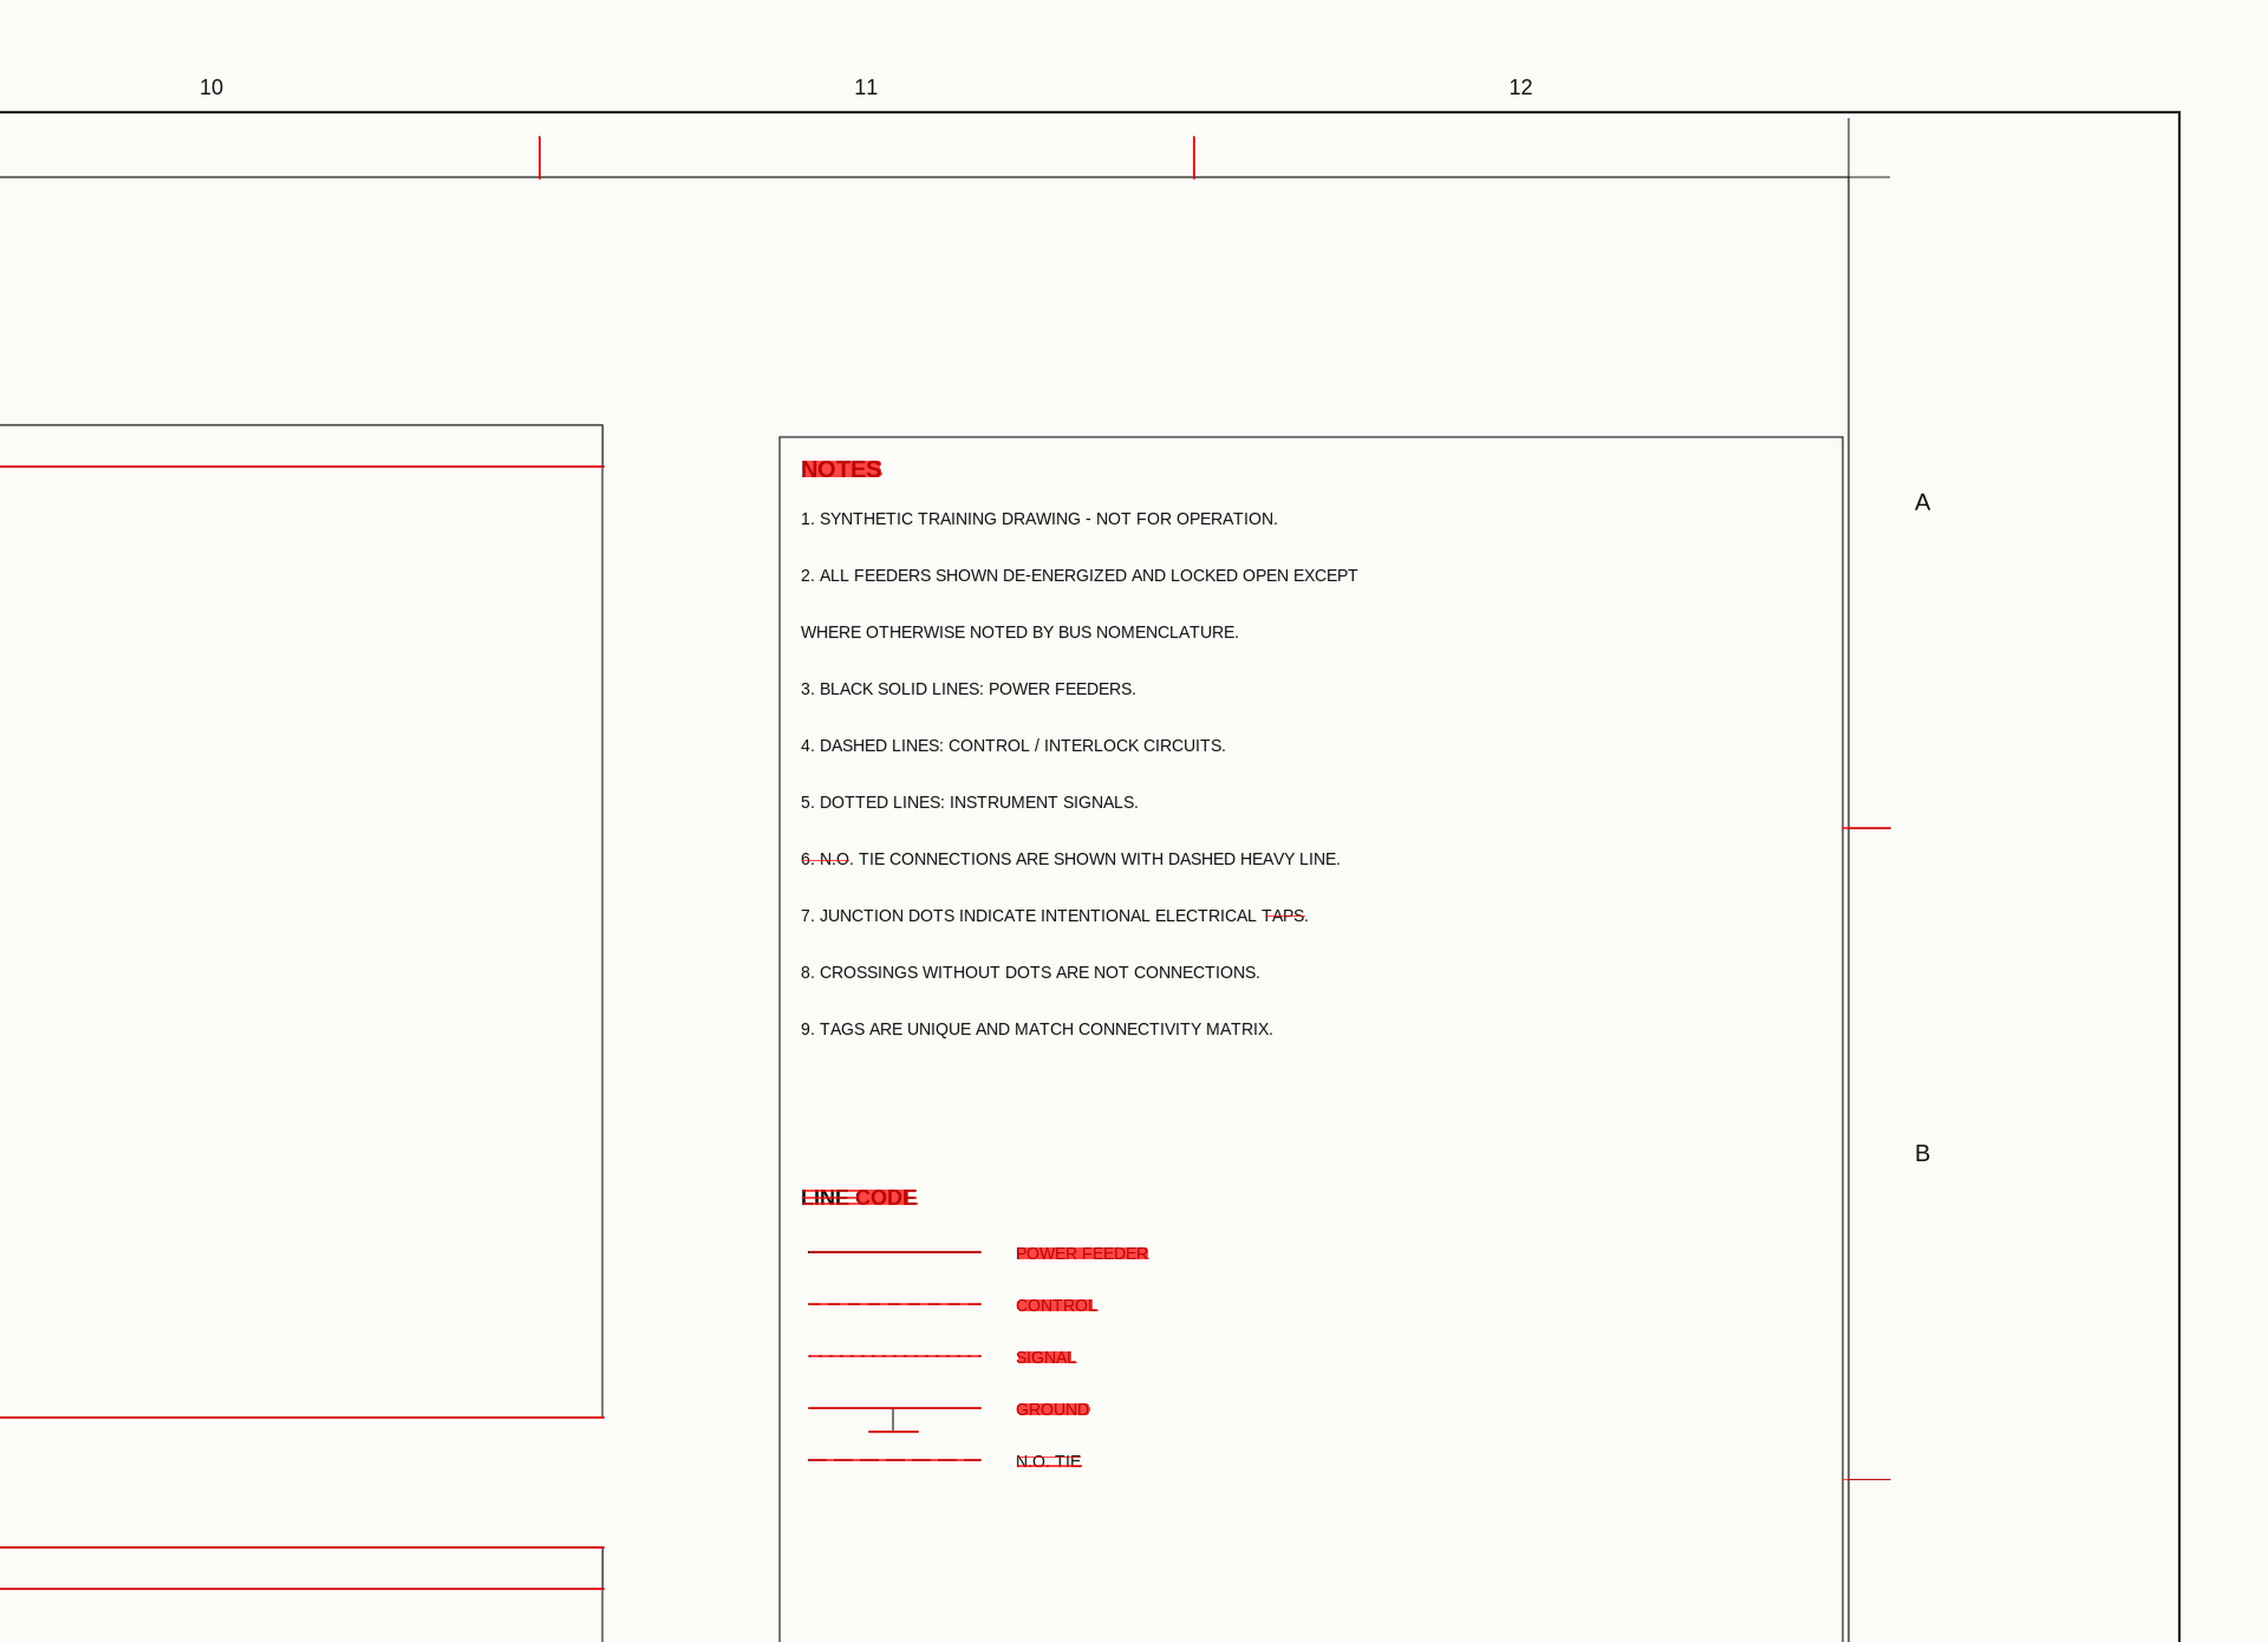 10
11
12
NOTES
1. SYNTHETIC TRAINING DRAWING - NOT FOR OPERATION.
A
2. ALL FEEDERS SHOWN DE-ENERGIZED AND LOCKED OPEN EXCEPT
WHERE OTHERWISE NOTED BY BUS NOMENCLATURE.
3. BLACK SOLID LINES: POWER FEEDERS.
4. DASHED LINES: CONTROL / INTERLOCK CIRCUITS.
5. DOTTED LINES: INSTRUMENT SIGNALS.
6. N.O. TIE CONNECTIONS ARE SHOWN WITH DASHED HEAVY LINE.
7. JUNCTION DOTS INDICATE INTENTIONAL ELECTRICAL TAPS.
8. CROSSINGS WITHOUT DOTS ARE NOT CONNECTIONS.
9. TAGS ARE UNIQUE AND MATCH CONNECTIVITY MATRIX.
B
LINE CODE
POWER FEEDER
CONTROL
SIGNAL
GROUND
N.O. TIE